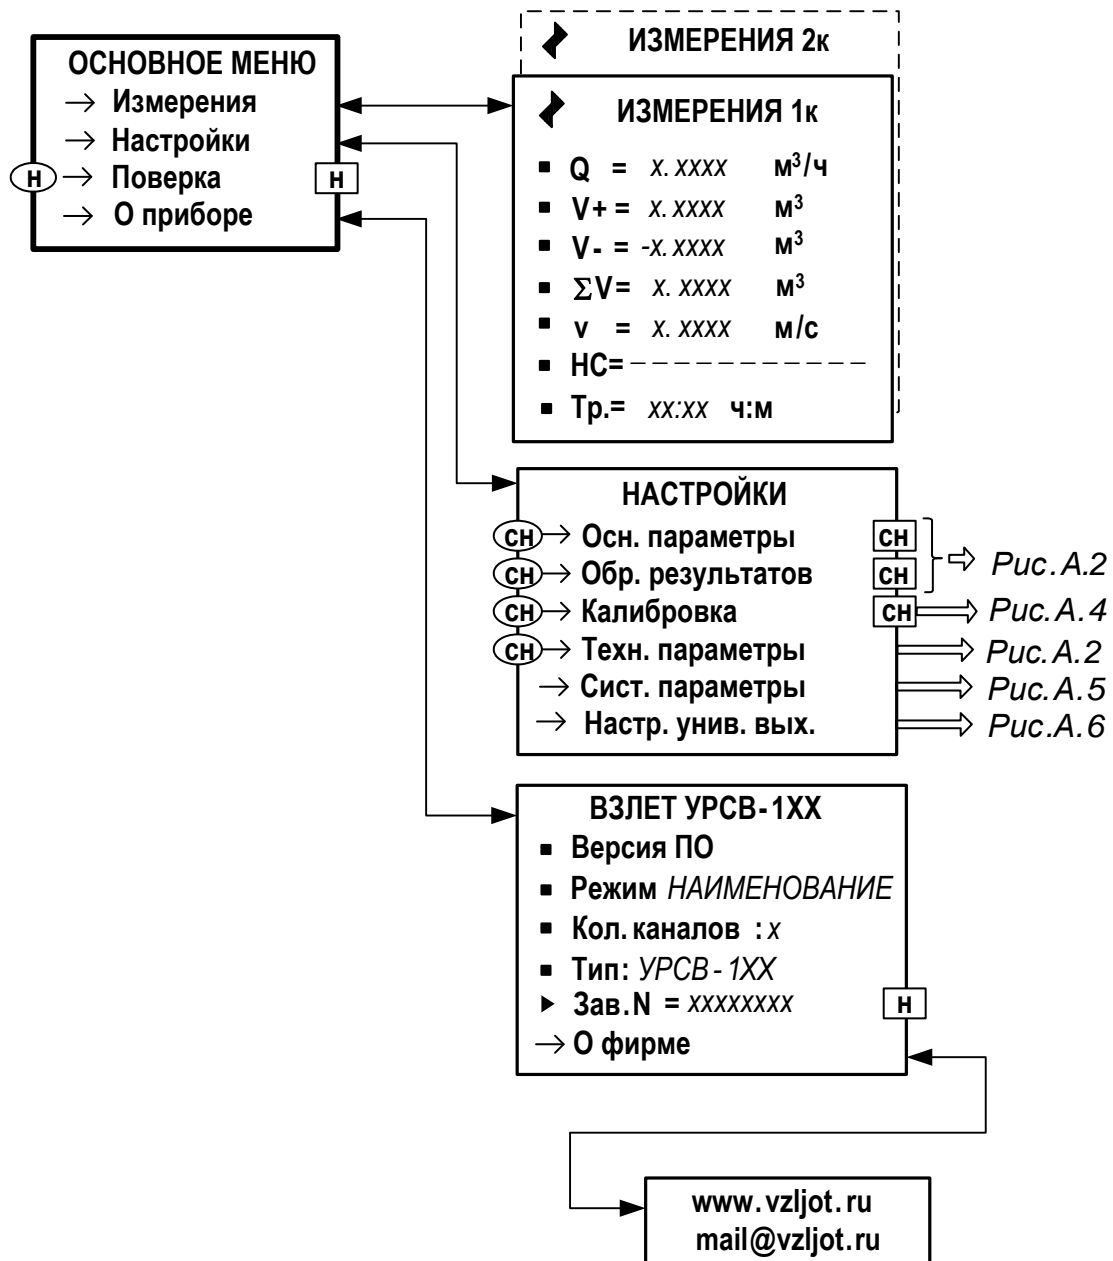 ОСНОВНОЕ МЕНЮ
→ Измерения
→ Настройки
Н → Поверка Н
→ О приборе
ИЗМЕРЕНИЯ 2к
ИЗМЕРЕНИЯ 1к
▪ Q = x.xxxx м³/ч
▪ V+ = x.xxxx м³
▪ V- = -x.xxxx м³
▪ ΣV= x.xxxx м³
▪ v = x.xxxx м/с
▪ НС= – – – – – – – – – – – –
▪ Тр.= xx:xx ч:м
НАСТРОЙКИ
СН → Осн. параметры СН
СН → Обр. результатов СН
Рис.А.2
СН → Калибровка СН Рис.А.4
СН → Техн. параметры Рис.А.2
→ Сист. параметры Рис.А.5
→ Настр. унив. вых. Рис.А.6
ВЗЛЕТ УРСВ-1ХХ
▪ Версия ПО
▪ Режим НАИМЕНОВАНИЕ
▪ Кол. каналов : x
▪ Тип: УРСВ-1ХХ
▶ Зав.N = xxxxxxxx Н
→ О фирме
www.vzljot.ru
mail@vzljot.ru